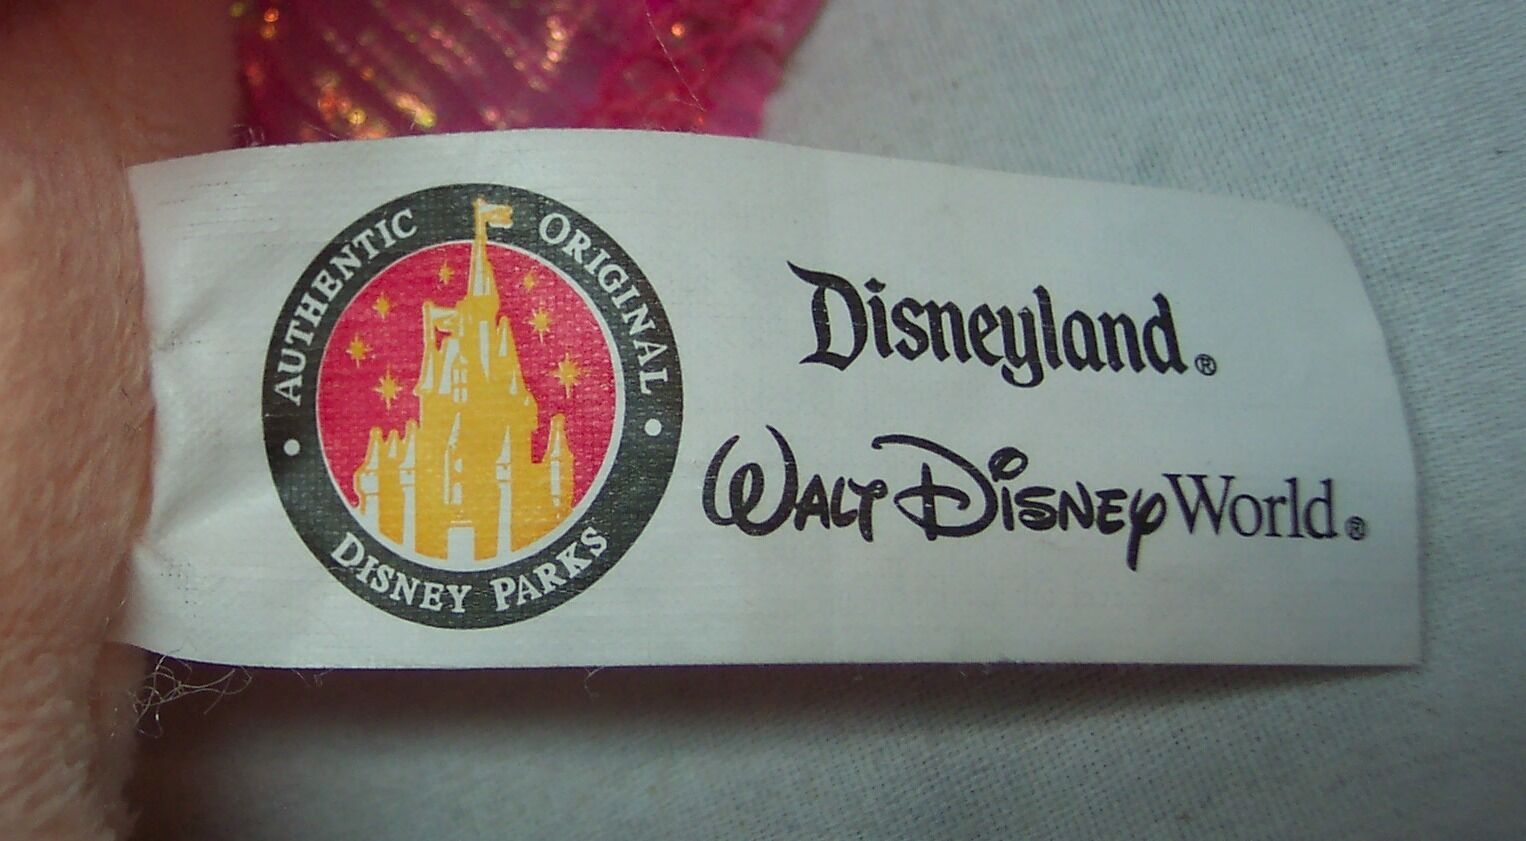 AUTHENTIC ORIGINAL
DISNEY PARKS
Disneyland®
WALT DISNEY World®